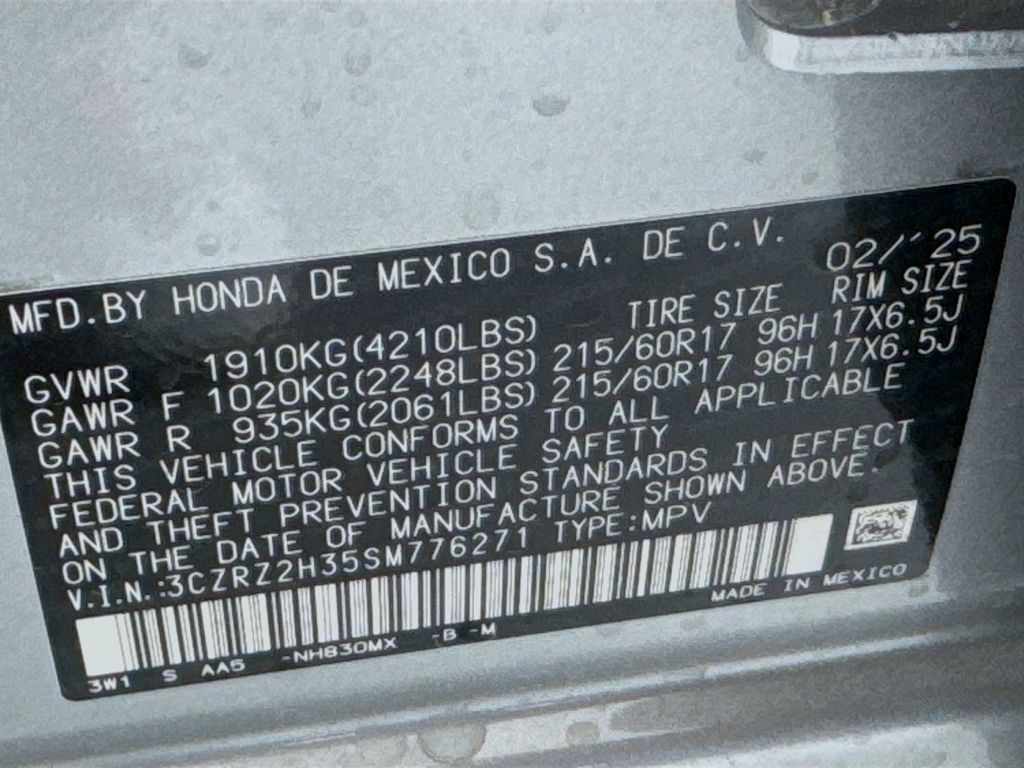 MFD.BY HONDA DE MEXICO S.A. DE C.V. 02/'25
TIRE SIZE RIM SIZE
GVWR 1910KG(4210LBS)
GAWR F 1020KG(2248LBS) 215/60R17 96H 17X6.5J
GAWR R 935KG(2061LBS) 215/60R17 96H 17X6.5J
THIS VEHICLE CONFORMS TO ALL APPLICABLE
FEDERAL MOTOR VEHICLE SAFETY
AND THEFT PREVENTION STANDARDS IN EFFECT
ON THE DATE OF MANUFACTURE SHOWN ABOVE.
V.I.N.:3CZRZ2H35SM776271 TYPE:MPV
MADE IN MEXICO
3W1 S AA5 -NH830MX -B -M